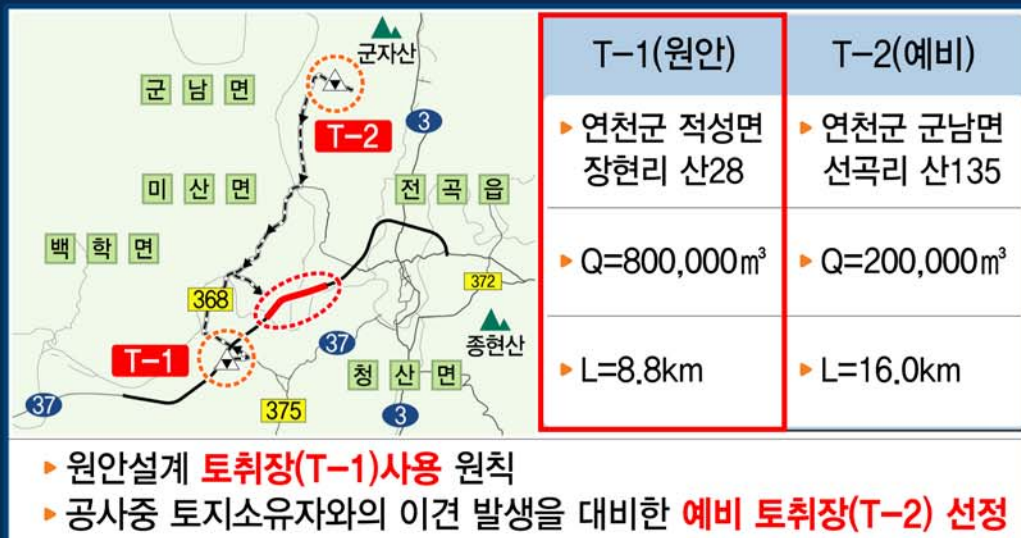 군자산
군남면
T-2
3
미산면
전곡읍
백학면
368
372
T-1
37
종현산
청산면
37
375
3
T-1(원안)
T-2(예비)
연천군 적성면
장현리 산28
연천군 군남면
선곡리 산135
Q=800,000㎥
Q=200,000㎥
L=8.8km
L=16.0km
원안설계 토취장(T-1)사용 원칙
공사중 토지소유자와의 이견 발생을 대비한 예비 토취장(T-2) 선정